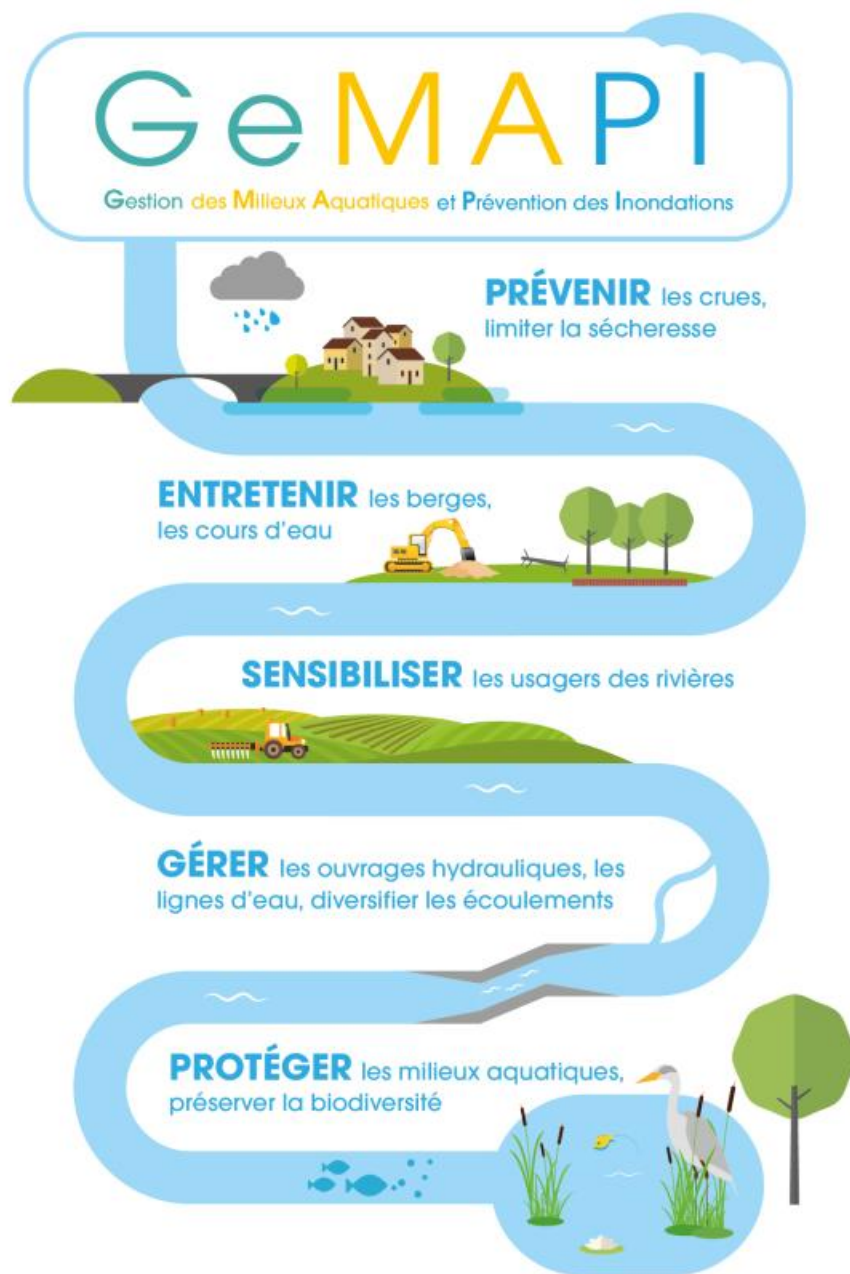 GeMAPI
Gestion des Milieux Aquatiques et Prévention des Inondations
PRÉVENIR les crues,
limiter la sécheresse
ENTRETENIR les berges,
les cours d'eau
SENSIBILISER les usagers des rivières
GÉRER les ouvrages hydrauliques, les
lignes d'eau, diversifier les écoulements
PROTÉGER les milieux aquatiques,
préserver la biodiversité